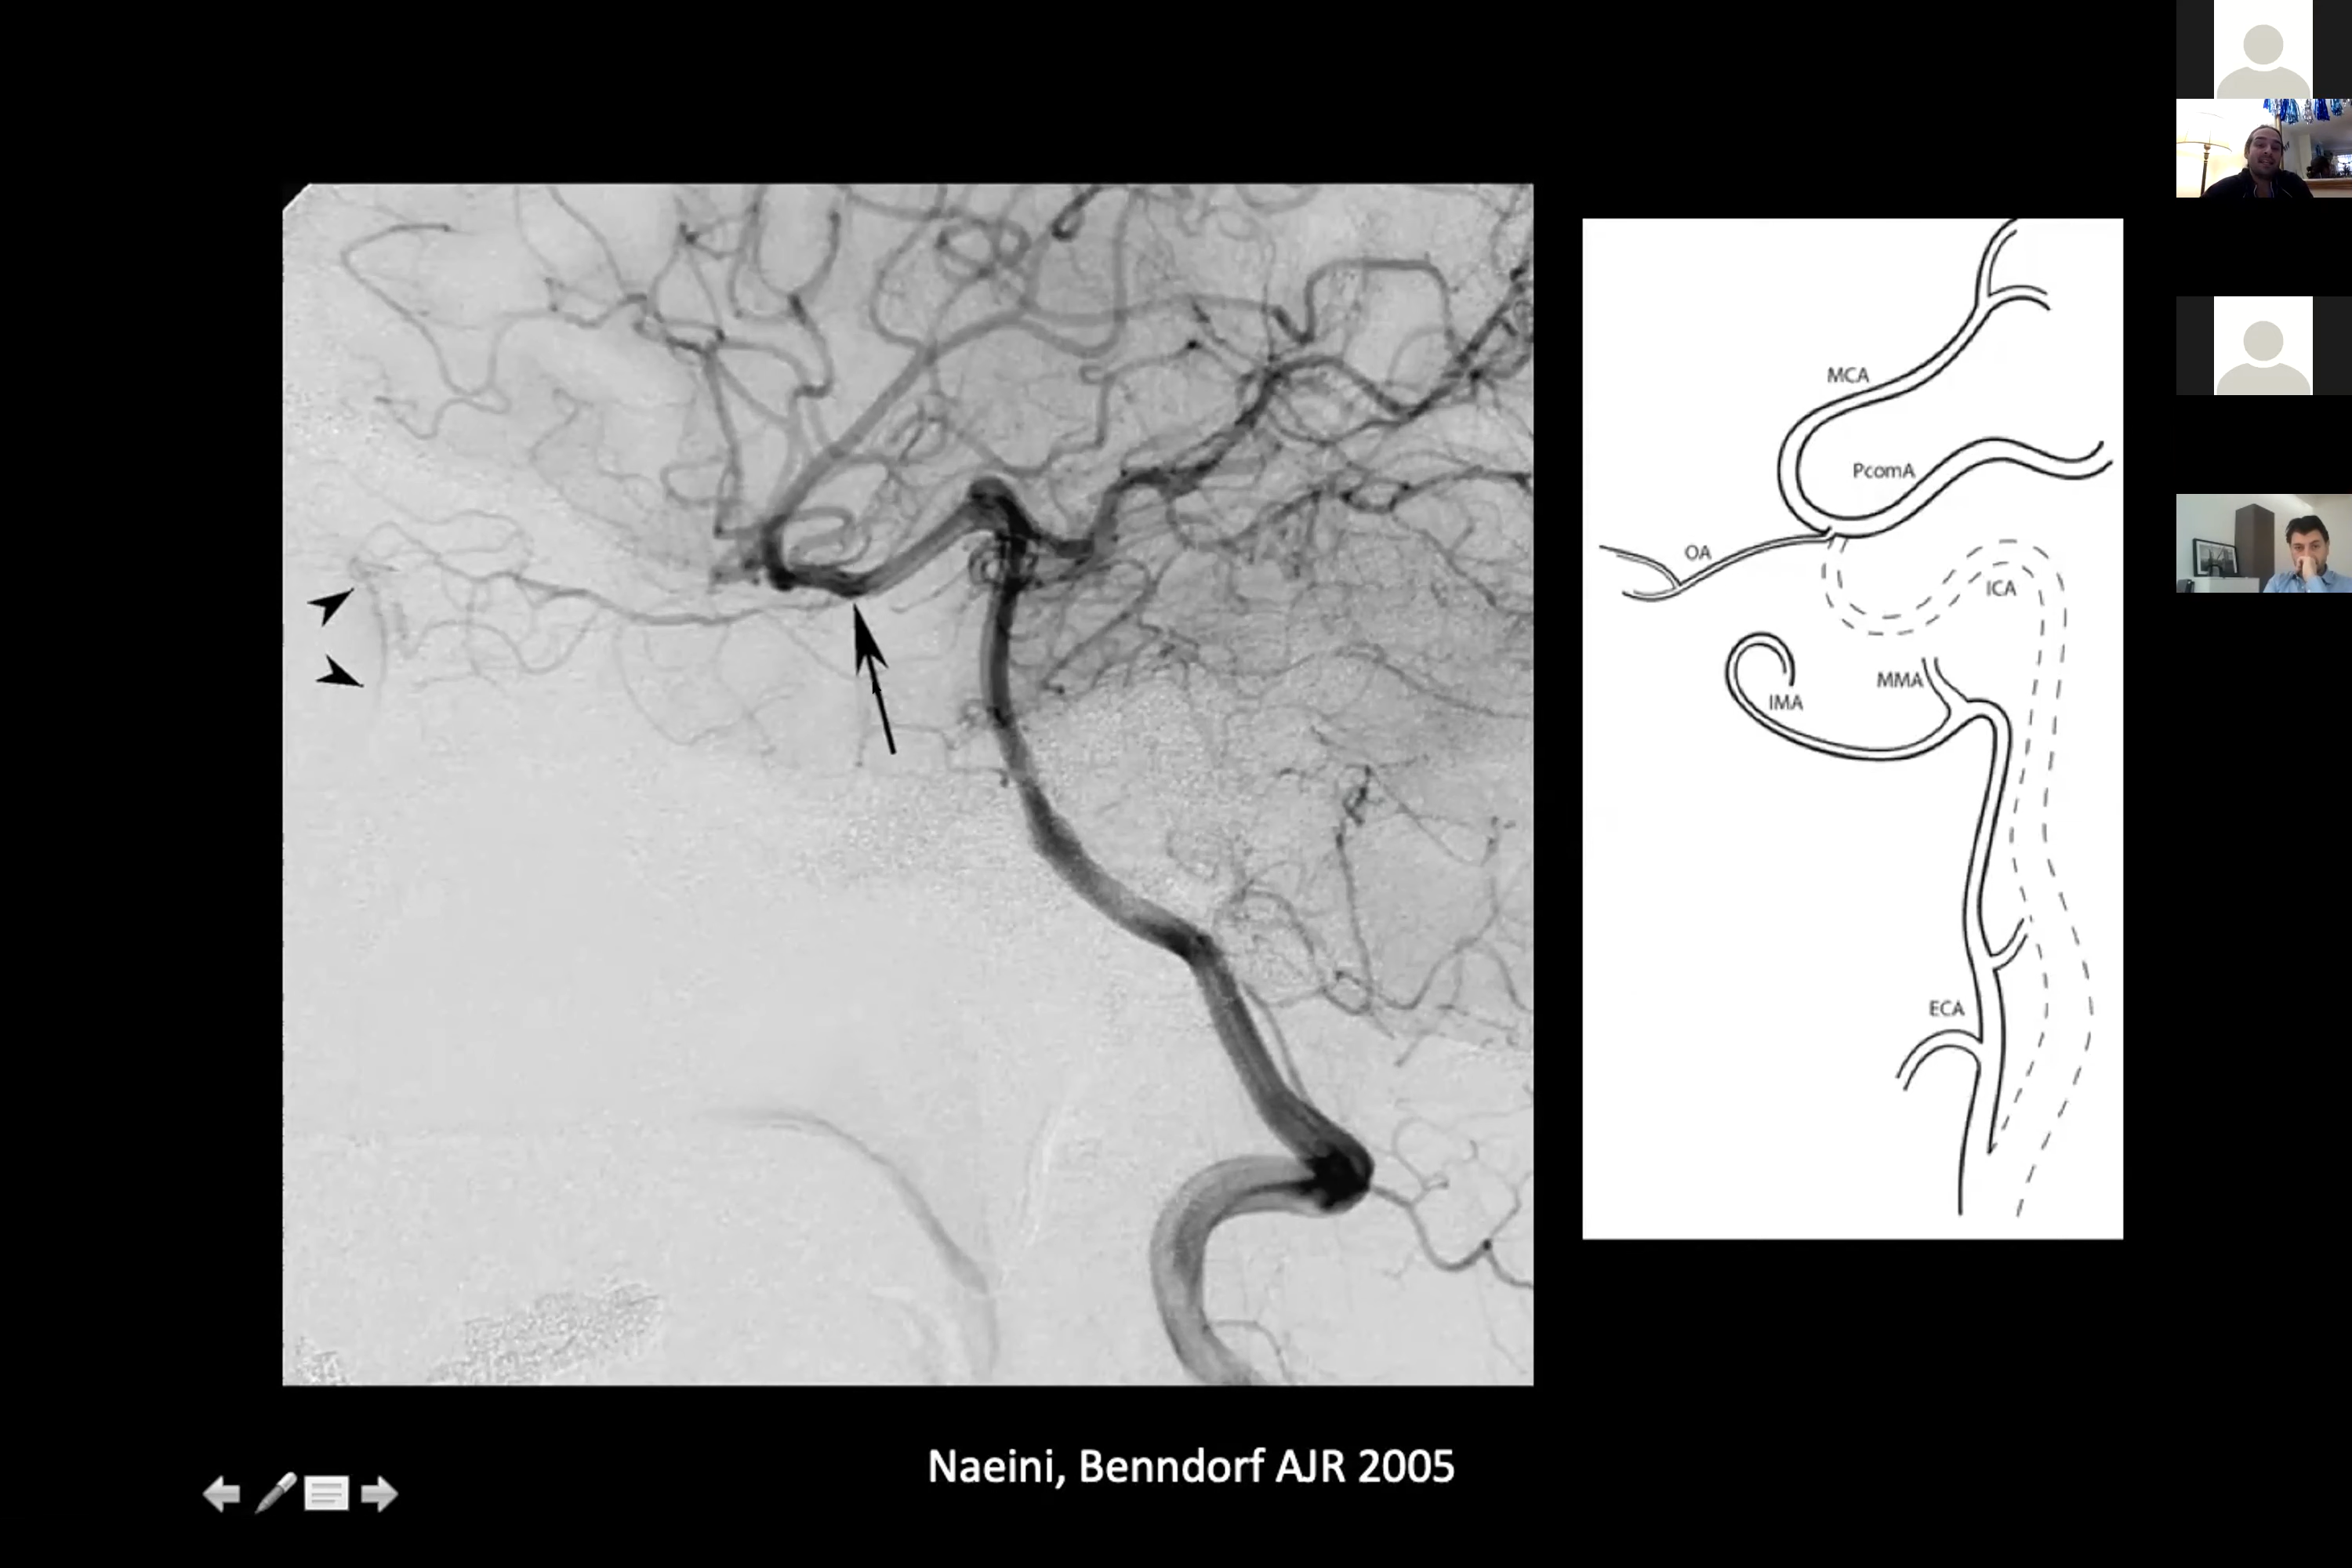 MCA
PcomA
OA
ICA
MMA
IMA
ECA
Naeini, Benndorf AJR 2005